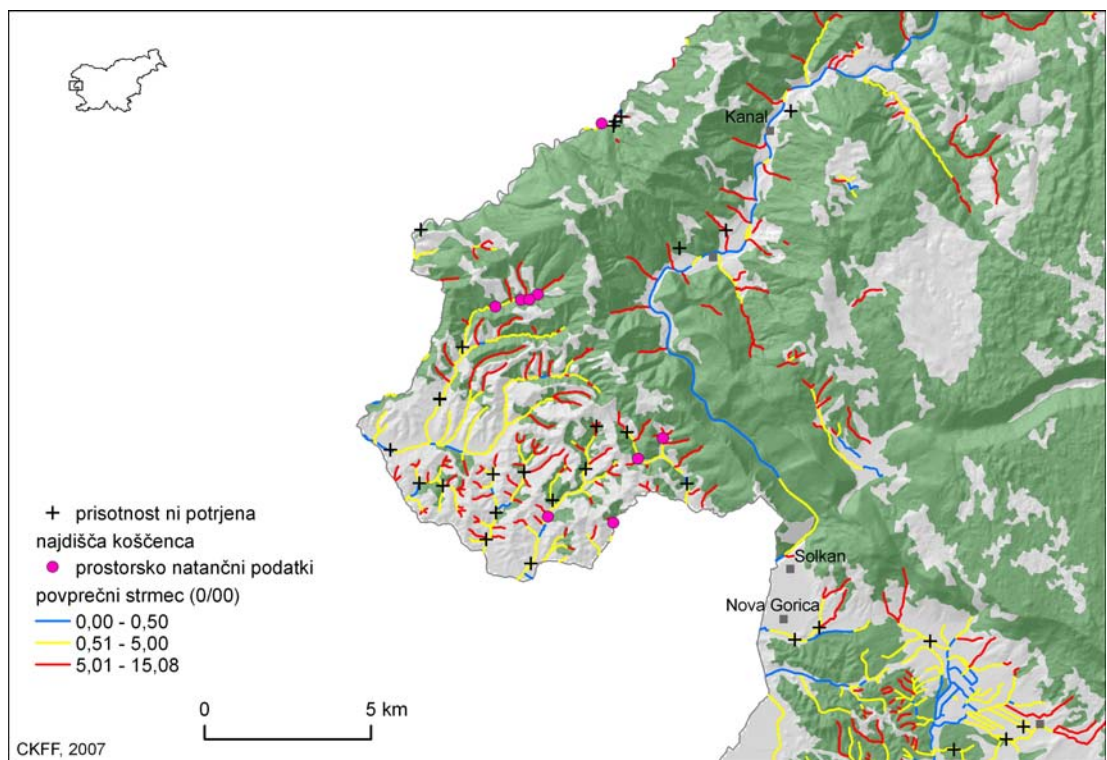 Kanal
Solkan
Nova Gorica
prisotnost ni potrjena
najdišča koščenca
prostorsko natančni podatki
povprečni strmec (0/00)
0,00 - 0,50
0,51 - 5,00
5,01 - 15,08
0 5 km
CKFF, 2007